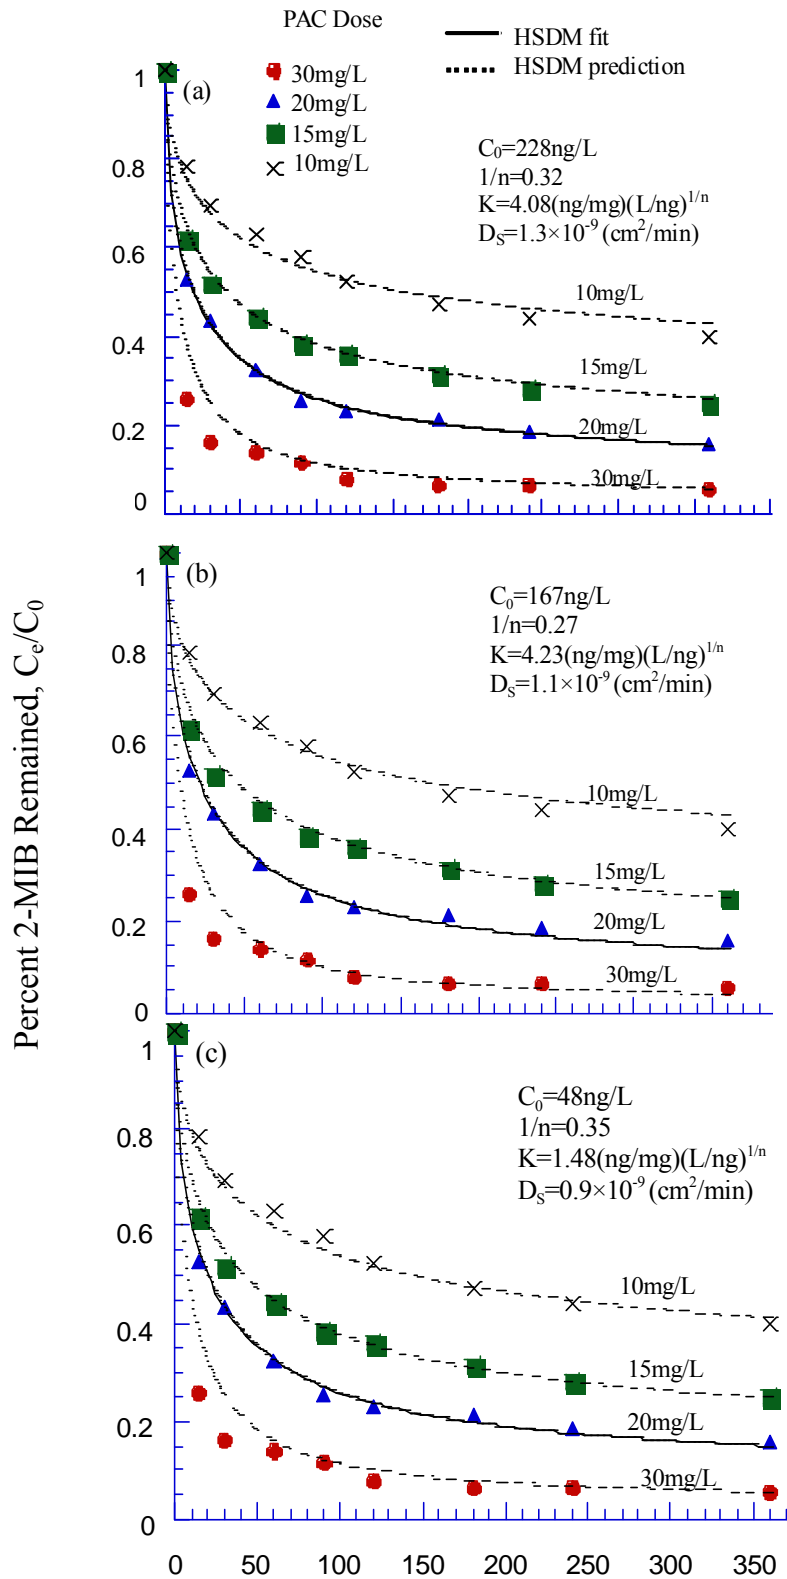 PAC Dose
30mg/L
20mg/L
15mg/L
10mg/L
HSDM fit
HSDM prediction
Percent 2-MIB Remained, Ce/C0
(a)
C0=228ng/L
1/n=0.32
K=4.08(ng/mg)(L/ng)1/n
DS=1.3×10-9 (cm2/min)
1
0.8
0.6
0.4
0.2
0
10mg/L
15mg/L
20mg/L
30mg/L
(b)
C0=167ng/L
1/n=0.27
K=4.23(ng/mg)(L/ng)1/n
DS=1.1×10-9 (cm2/min)
1
0.8
0.6
0.4
0.2
0
10mg/L
15mg/L
20mg/L
30mg/L
(c)
C0=48ng/L
1/n=0.35
K=1.48(ng/mg)(L/ng)1/n
DS=0.9×10-9 (cm2/min)
1
0.8
0.6
0.4
0.2
0
10mg/L
15mg/L
20mg/L
30mg/L
0 50 100 150 200 250 300 350